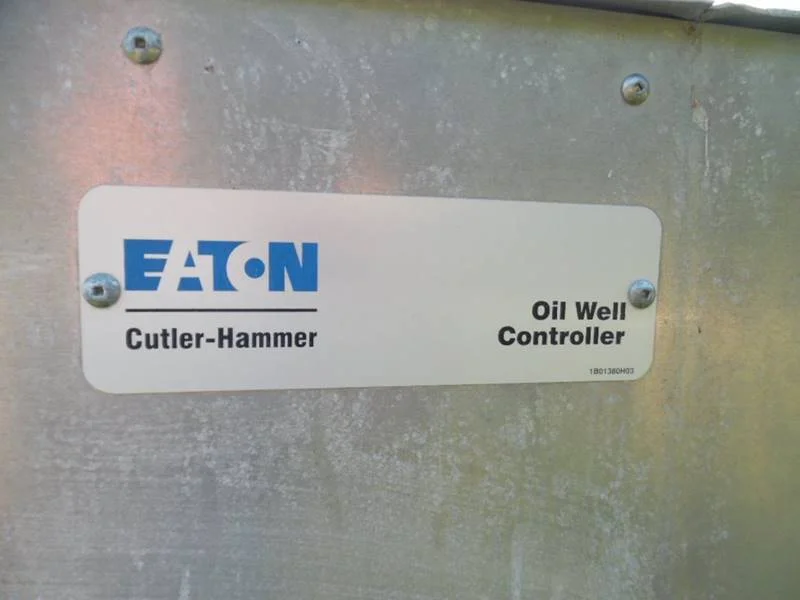 EATON
Cutler-Hammer
Oil Well
Controller
1B01380H03